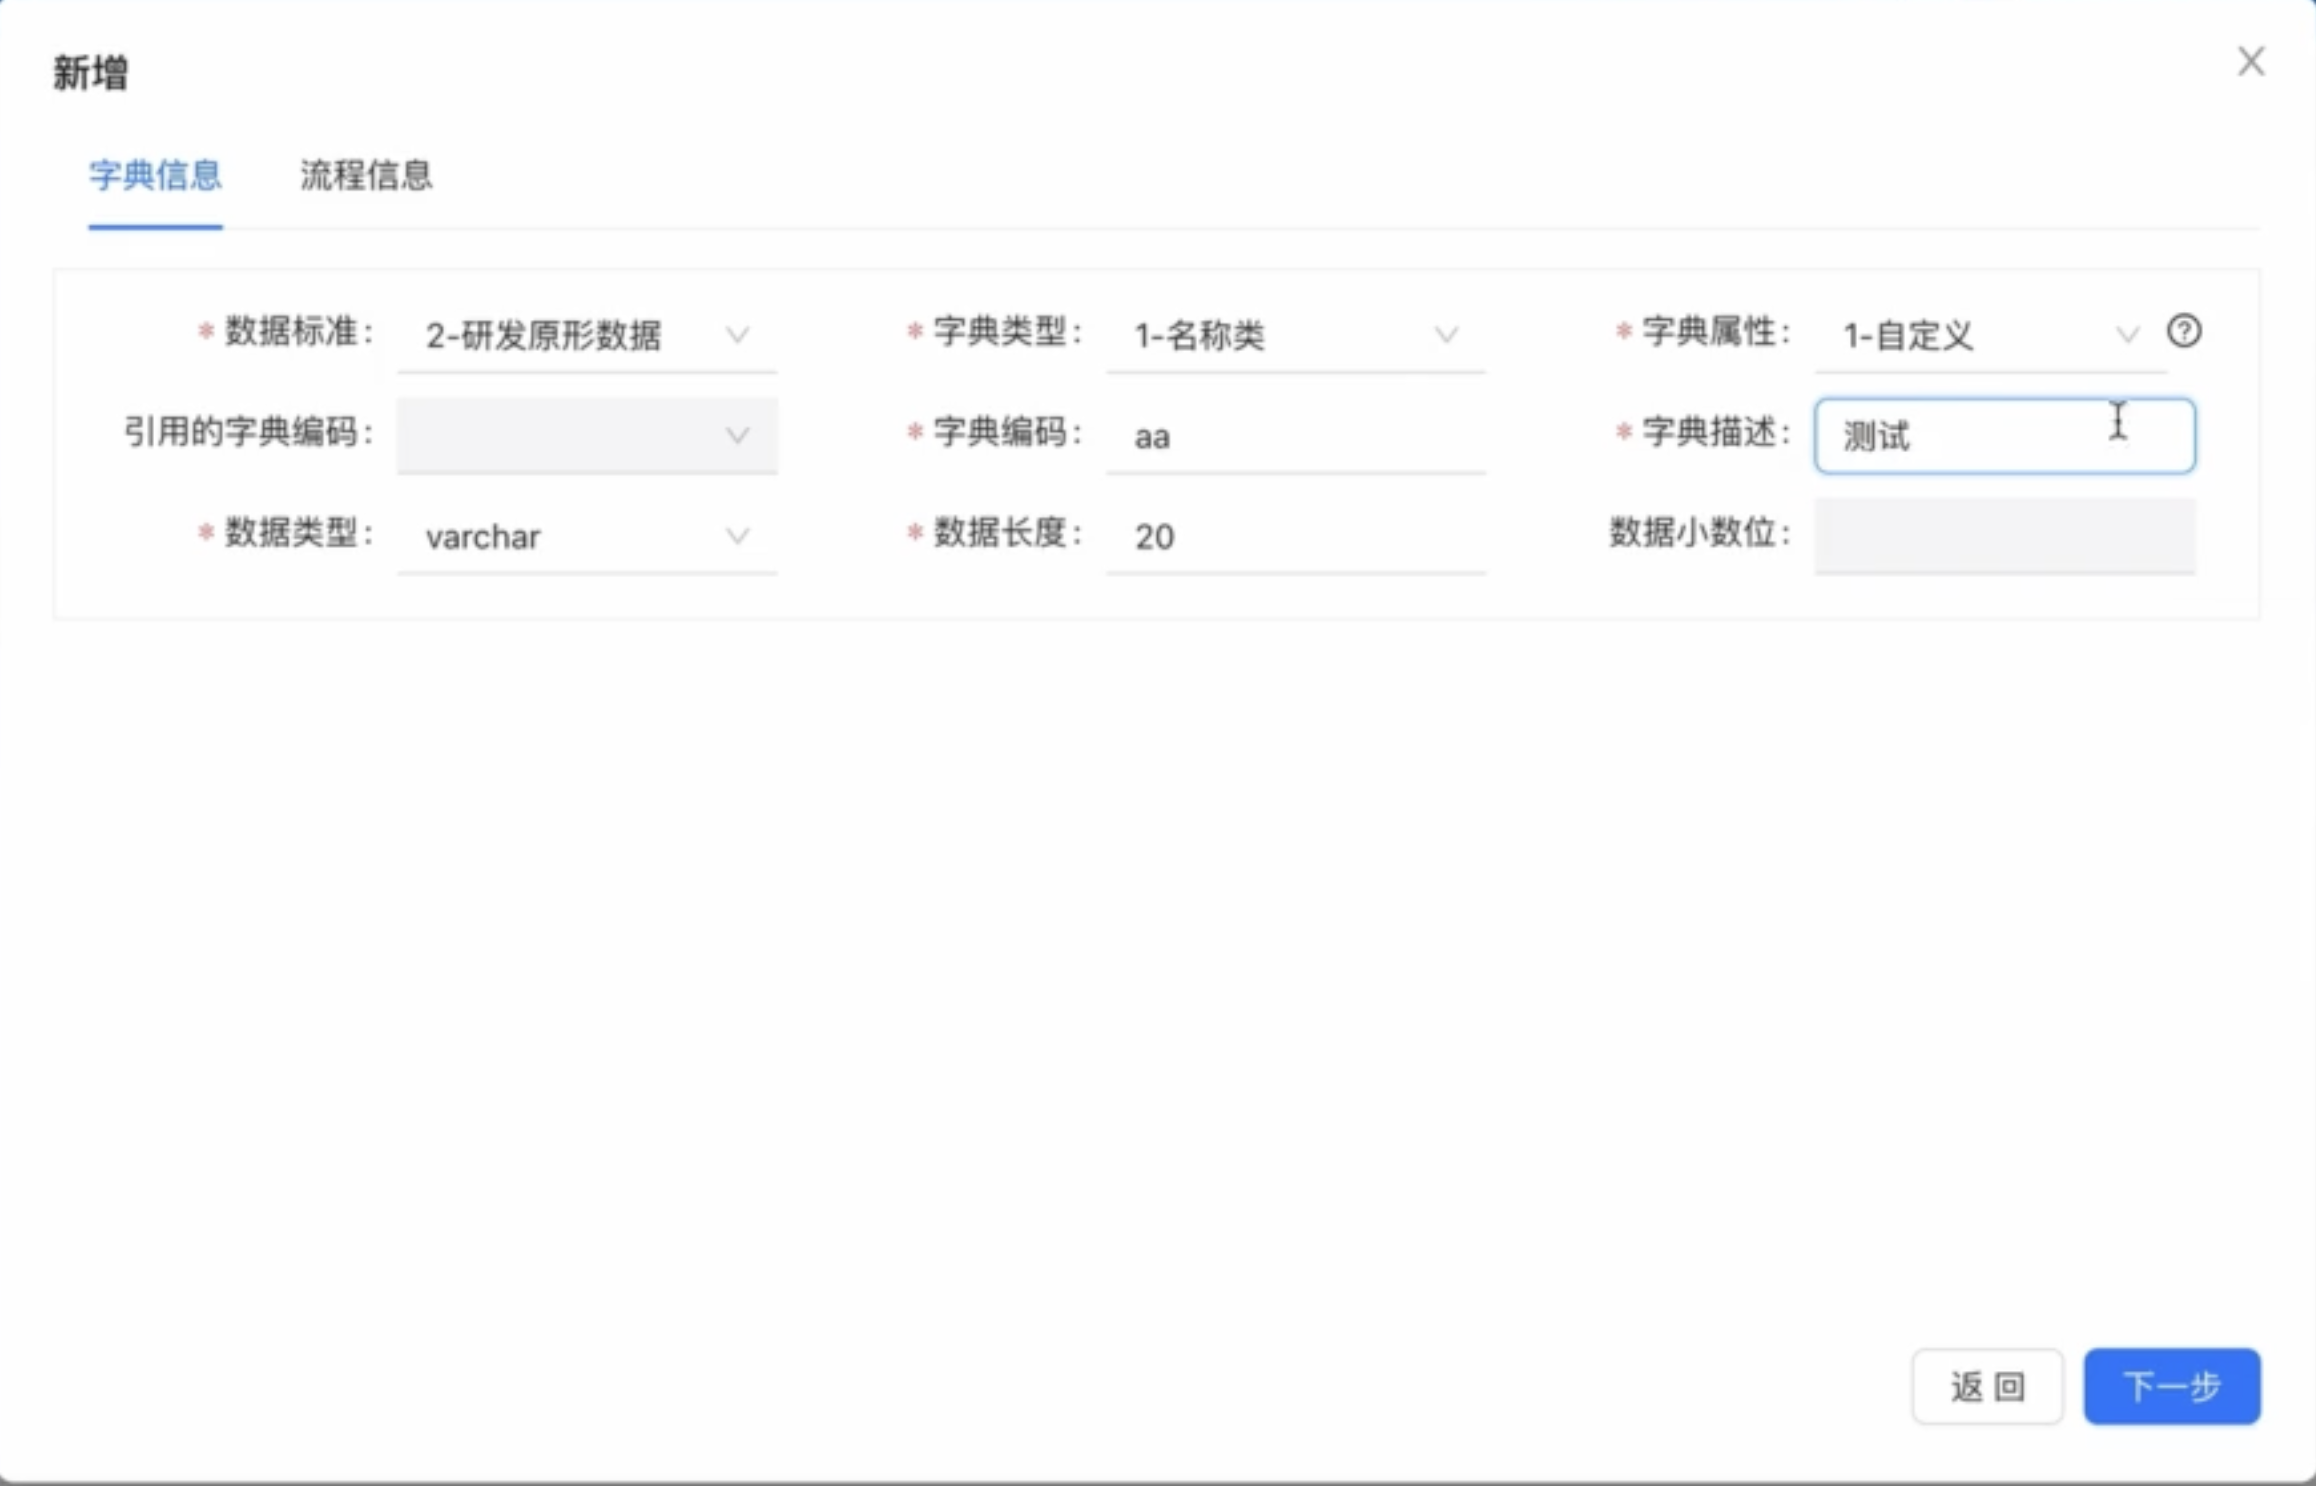 新增
字典信息 流程信息
* 数据标准: 2-研发原形数据 * 字典类型: 1-名称类 * 字典属性: 1-自定义
引用的字典编码: * 字典编码: aa * 字典描述: 测试
* 数据类型: varchar * 数据长度: 20 数据小数位:
返回 下一步